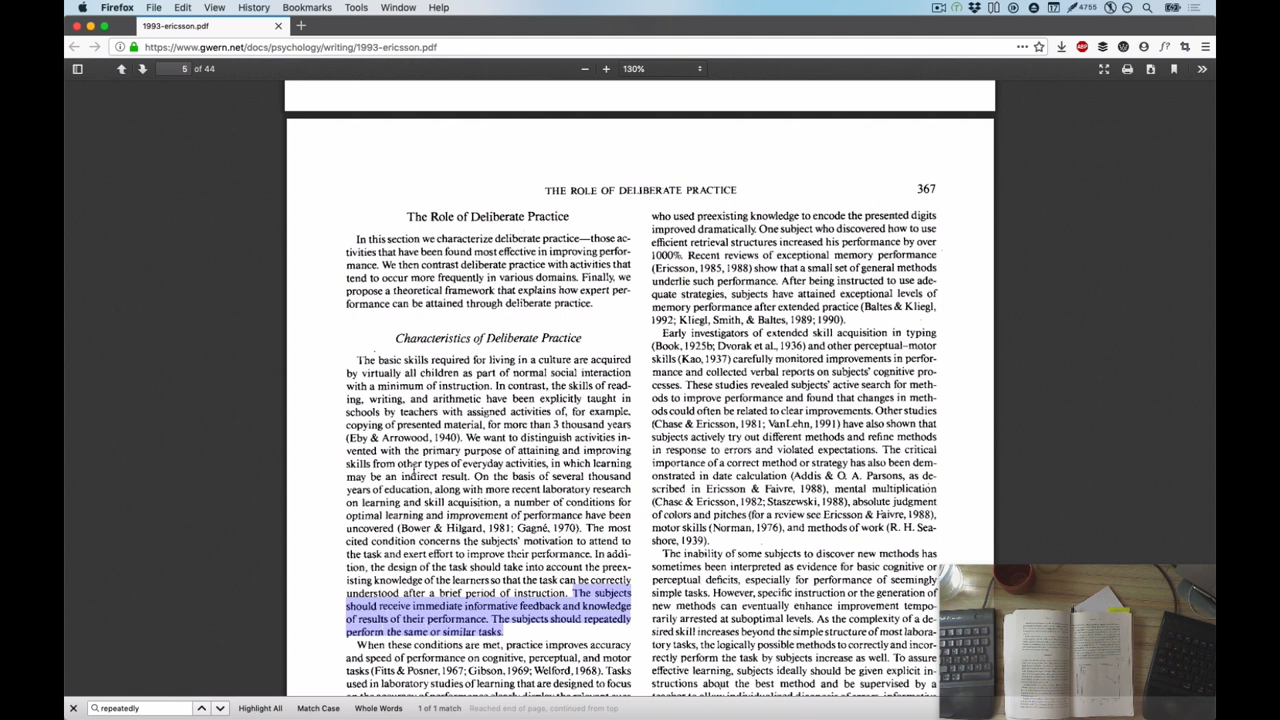 Firefox File Edit View History Bookmarks Tools Window Help
4755
1993-ericsson.pdf
https://www.gwern.net/docs/psychology/writing/1993-ericsson.pdf
5 of 44
130%
THE ROLE OF DELIBERATE PRACTICE
367
The Role of Deliberate Practice
In this section we characterize deliberate practice—those ac-
tivities that have been found most effective in improving perfor-
mance. We then contrast deliberate practice with activities that
tend to occur more frequently in various domains. Finally, we
propose a theoretical framework that explains how expert per-
formance can be attained through deliberate practice.
Characteristics of Deliberate Practice
The basic skills required for living in a culture are acquired
by virtually all children as part of normal social interaction
with a minimum of instruction. In contrast, the skills of read-
ing, writing, and arithmetic have been explicitly taught in
schools by teachers with assigned activities of, for example,
copying of presented material, for more than 3 thousand years
(Eby & Arrowood, 1940). We want to distinguish activities in-
vented with the primary purpose of attaining and improving
skills from other types of everyday activities, in which learning
may be an indirect result. On the basis of several thousand
years of education, along with more recent laboratory research
on learning and skill acquisition, a number of conditions for
optimal learning and improvement of performance have been
uncovered (Bower & Hilgard, 1981; Gagné, 1970). The most
cited condition concerns the subjects' motivation to attend to
the task and exert effort to improve their performance. In addi-
tion, the design of the task should take into account the preex-
isting knowledge of the learners so that the task can be correctly
understood after a brief period of instruction. The subjects
should receive immediate informative feedback and knowledge
of results of their performance. The subjects should repeatedly
perform the same or similar tasks.
When these conditions are met, practice improves accuracy
and speed of performance on cognitive, perceptual, and motor
tasks (Fitts & Posner, 1967; Gibson, 1969; Welford, 1968). Tasks
used in laboratory studies of learning that are designed to focus
who used preexisting knowledge to encode the presented digits
improved dramatically. One subject who discovered how to use
efficient retrieval structures increased his performance by over
1000%. Recent reviews of exceptional memory performance
(Ericsson, 1985, 1988) show that a small set of general methods
underlie such performance. After being instructed to use ade-
quate strategies, subjects have attained exceptional levels of
memory performance after extended practice (Baltes & Kliegl,
1992; Kliegl, Smith, & Baltes, 1989; 1990).
Early investigators of extended skill acquisition in typing
(Book, 1925b; Dvorak et al., 1936) and other perceptual-motor
skills (Kao, 1937) carefully monitored improvements in perfor-
mance and collected verbal reports on subjects' cognitive pro-
cesses. These studies revealed subjects' active search for meth-
ods to improve performance and found that changes in meth-
ods could often be related to clear improvements. Other studies
(Chase & Ericsson, 1981; VanLehn, 1991) have also shown that
subjects actively try out different methods and refine methods
in response to errors and violated expectations. The critical
importance of a correct method or strategy has also been dem-
onstrated in date calculation (Addis & O. A. Parsons, as de-
scribed in Ericsson & Faivre, 1988), mental multiplication
(Chase & Ericsson, 1982; Staszewski, 1988), absolute judgment
of colors and pitches (for a review see Ericsson & Faivre, 1988),
motor skills (Norman, 1976), and methods of work (R. H. Sea-
shore, 1939).
The inability of some subjects to discover new methods has
sometimes been interpreted as evidence for basic cognitive or
perceptual deficits, especially for performance of seemingly
simple tasks. However, specific instruction or the generation of
new methods can eventually enhance improvement tempo-
rarily arrested at suboptimal levels. As the complexity of a de-
sired skill increases beyond the simple structure of most labora-
tory tasks, the logically possible methods to correctly and incor-
rectly perform the task by subjects increase as well. To assure
effective learning, subjects ideally should be given explicit in-
structions about the best method and be supervised by a
repeatedly
Highlight All Match Case Whole Words 1 of 1 match Reached end of page, continued from top